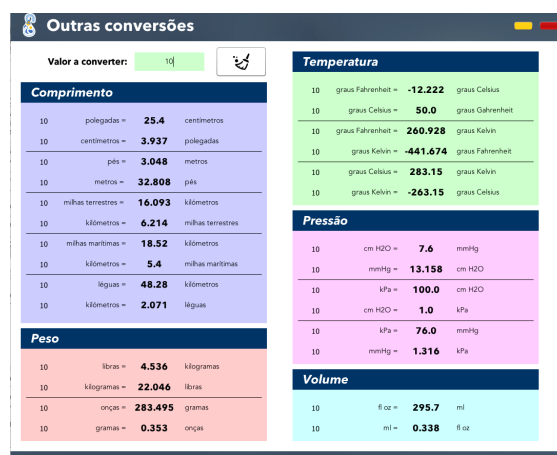 Outras conversões
Valor a converter: 10
Comprimento
10 polegadas = 25.4 centímetros
10 centímetros = 3.937 polegadas
10 pés = 3.048 metros
10 metros = 32.808 pés
10 milhas terrestres = 16.093 kilómetros
10 kilómetros = 6.214 milhas terrestres
10 milhas marítimas = 18.52 kilómetros
10 kilómetros = 5.4 milhas marítimas
10 léguas = 48.28 kilómetros
10 kilómetros = 2.071 léguas
Peso
10 libras = 4.536 kilogramas
10 kilogramas = 22.046 libras
10 onças = 283.495 gramas
10 gramas = 0.353 onças
Temperatura
10 graus Fahrenheit = -12.222 graus Celsius
10 graus Celsius = 50.0 graus Gahrenheit
10 graus Fahrenheit = 260.928 graus Kelvin
10 graus Kelvin = -441.674 graus Fahrenheit
10 graus Celsius = 283.15 graus Kelvin
10 graus Kelvin = -263.15 graus Celsius
Pressão
10 cm H2O = 7.6 mmHg
10 mmHg = 13.158 cm H2O
10 kPa = 100.0 cm H2O
10 cm H2O = 1.0 kPa
10 kPa = 76.0 mmHg
10 mmHg = 1.316 kPa
Volume
10 fl oz = 295.7 ml
10 ml = 0.338 fl oz